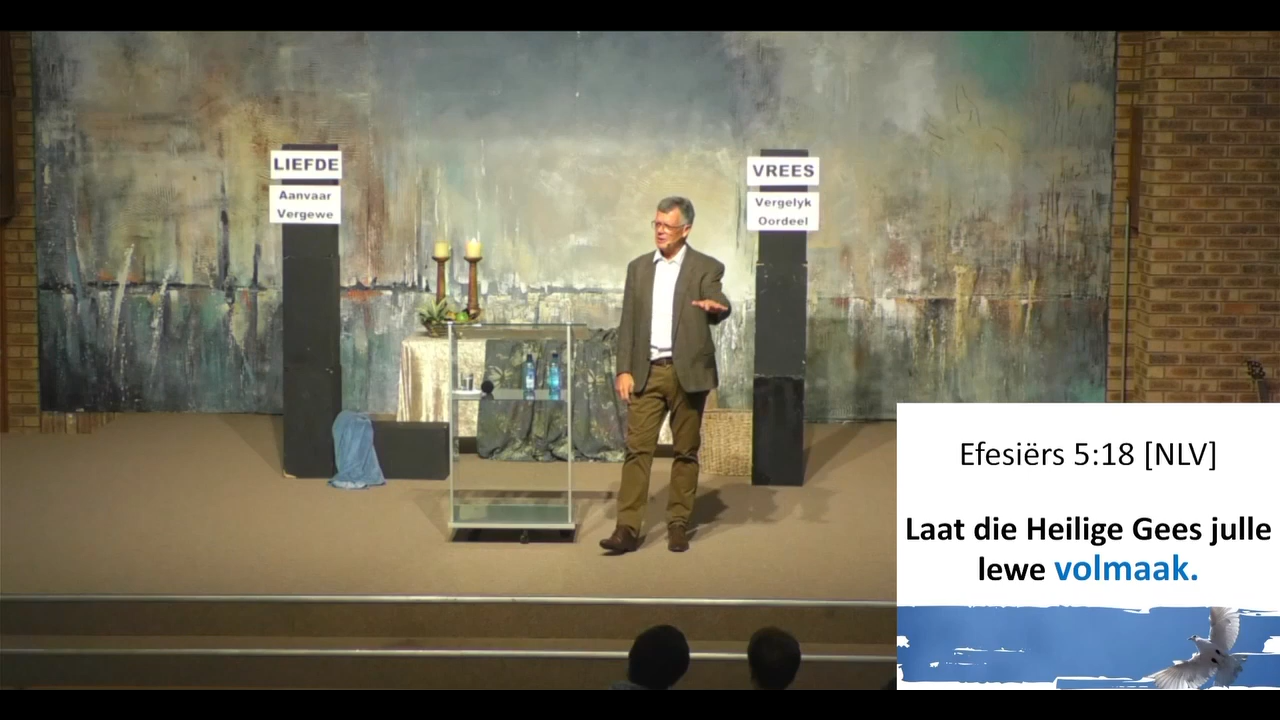 LIEFDE
Aanvaar
Vergewe
VREES
Vergelyk
Oordeel
Efesiërs 5:18 [NLV]
Laat die Heilige Gees julle
lewe volmaak.